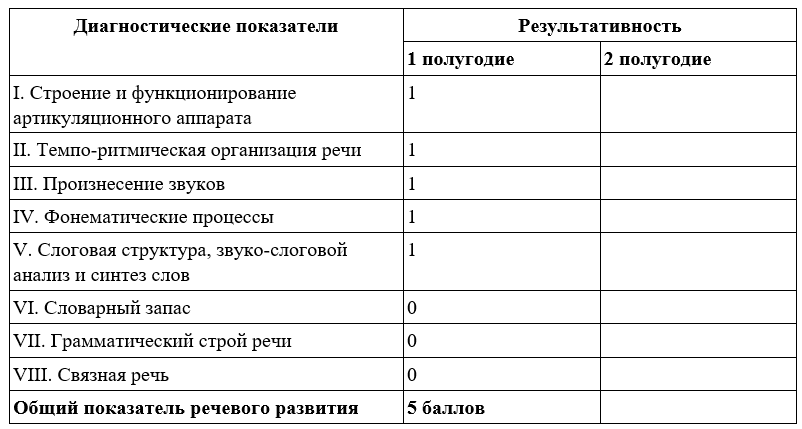 Диагностические показатели
Результативность
1 полугодие
2 полугодие
I. Строение и функционирование
артикуляционного аппарата
1
II. Темпо-ритмическая организация речи
1
III. Произнесение звуков
1
IV. Фонематические процессы
1
V. Слоговая структура, звуко-слоговой
анализ и синтез слов
1
VI. Словарный запас
0
VII. Грамматический строй речи
0
VIII. Связная речь
0
Общий показатель речевого развития
5 баллов